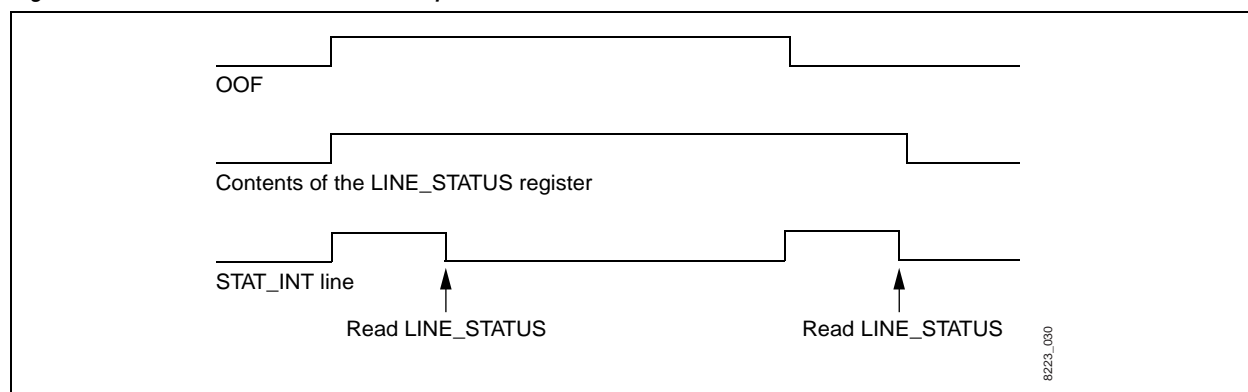 OOF
Contents of the LINE_STATUS register
STAT_INT line
Read LINE_STATUS
Read LINE_STATUS
8223_030